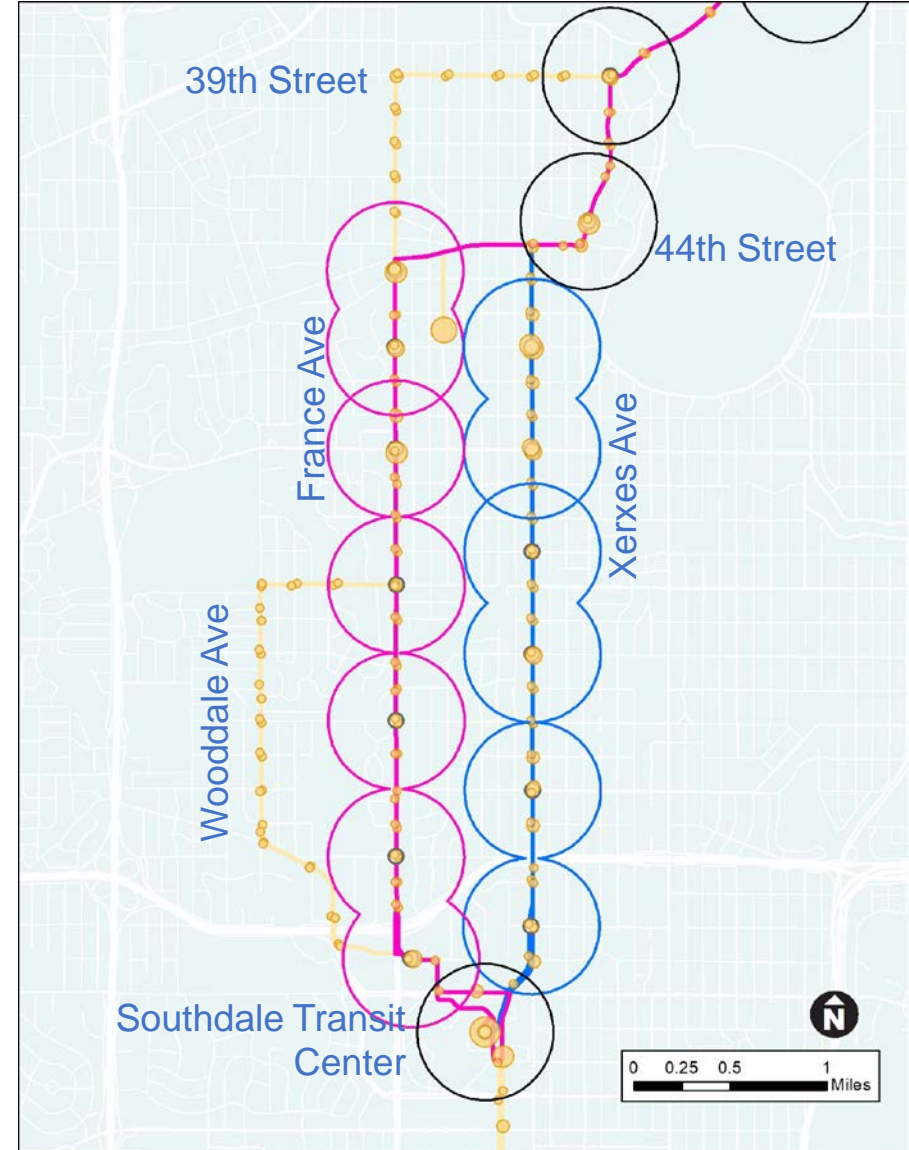 39th Street
44th Street
France Ave
Xerxes Ave
Wooddale Ave
Southdale Transit
Center
N
0 0.25 0.5 1
Miles